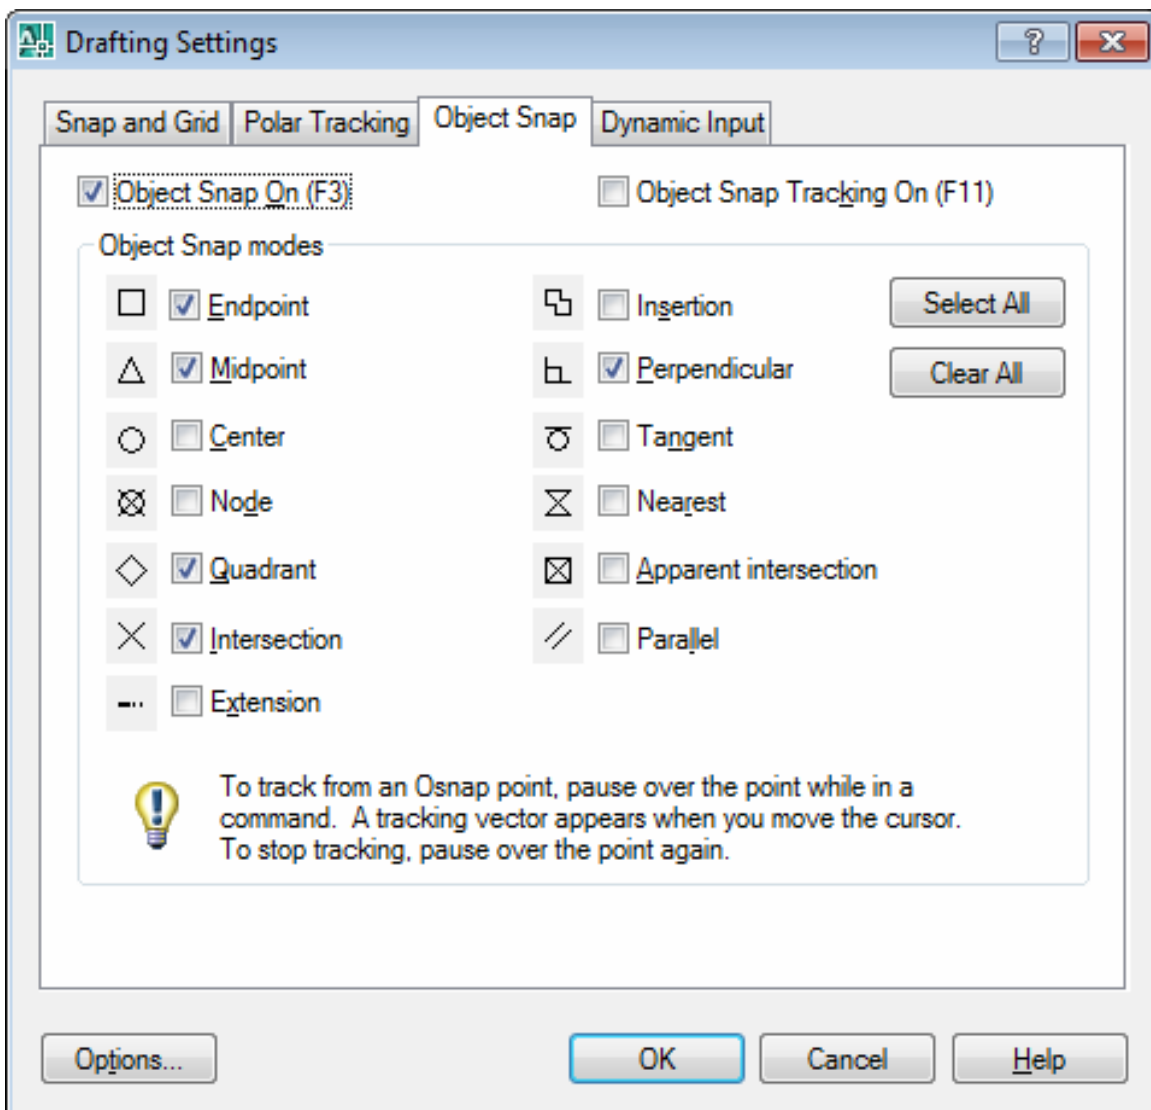 Drafting Settings
Snap and Grid
Polar Tracking
Object Snap
Dynamic Input
Object Snap On (F3)
Object Snap Tracking On (F11)
Object Snap modes
Endpoint
Midpoint
Center
Node
Quadrant
Intersection
Extension
Insertion
Perpendicular
Tangent
Nearest
Apparent intersection
Parallel
Select All
Clear All
To track from an Osnap point, pause over the point while in a
command. A tracking vector appears when you move the cursor.
To stop tracking, pause over the point again.
Options...
OK
Cancel
Help